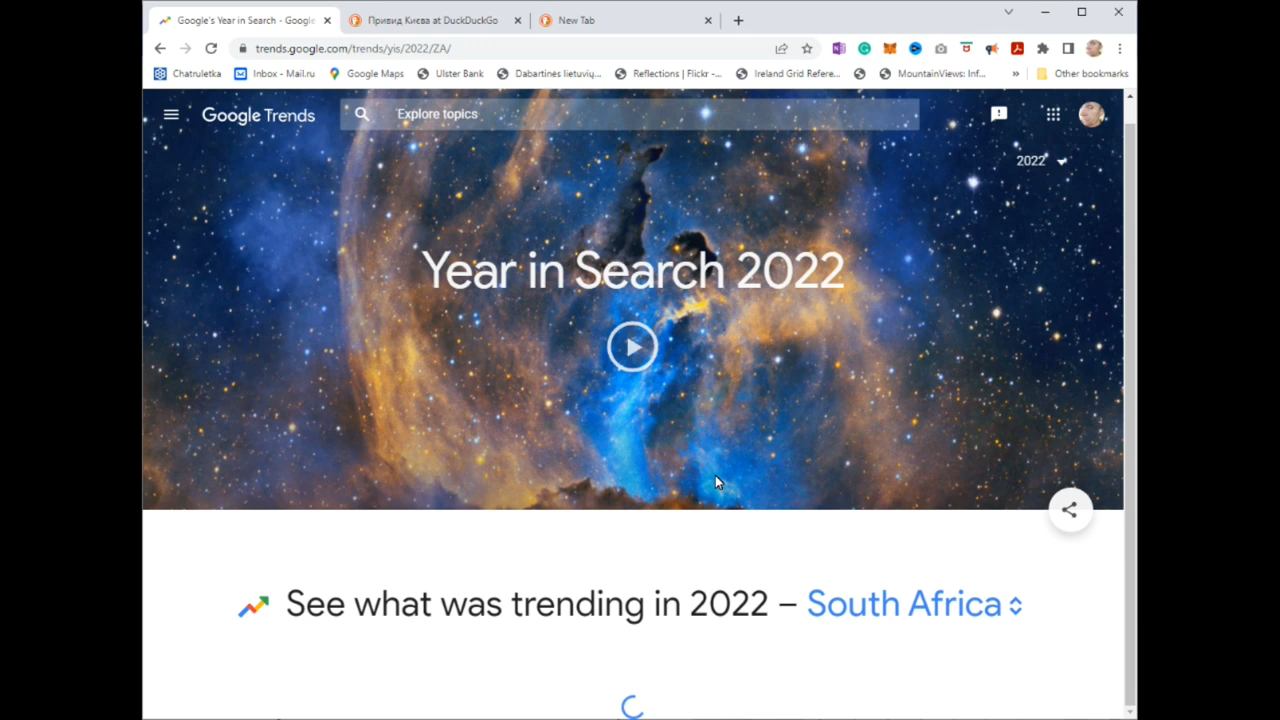 Google's Year in Search - Google
Привид Києва at DuckDuckGo
New Tab
trends.google.com/trends/yis/2022/ZA/
Chatruletka
Inbox - Mail.ru
Google Maps
Ulster Bank
Dabartinės lietuvių...
Reflections | Flickr -...
Ireland Grid Refere...
MountainViews: Inf...
»
Other bookmarks
Google Trends
Explore topics
2022
Year in Search 2022
See what was trending in 2022 – South Africa